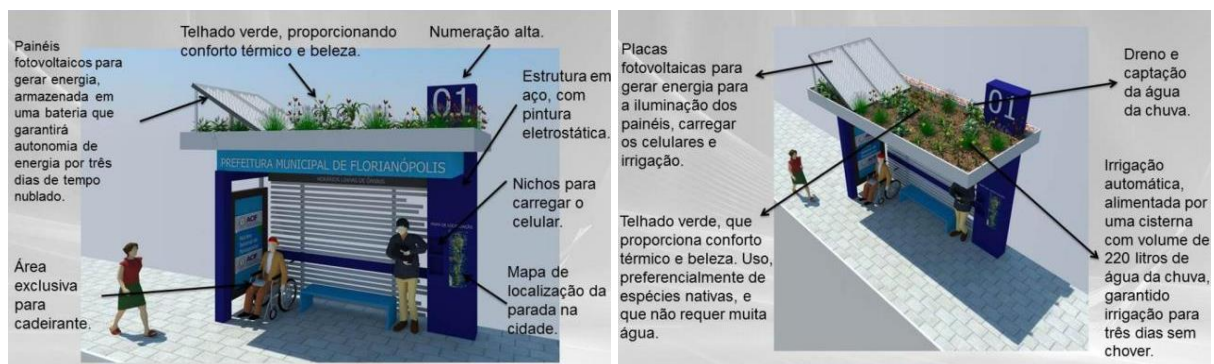 Painéis
fotovoltaicos para
gerar energia,
armazenada em
uma bateria que
garantirá
autonomia de
energia por três
dias de tempo
nublado.
Telhado verde, proporcionando
conforto térmico e beleza.
Numeração alta.
Estrutura em
aço, com
pintura
eletrostática.
Nichos para
carregar o
celular.
Mapa de
localização da
parada na
cidade.
Área
exclusiva
para
cadeirante.
01
PREFEITURA MUNICIPAL DE FLORIANÓPOLIS
ACIF
Placas
fotovoltaicas para
gerar energia para
a iluminação dos
painéis, carregar
os celulares e
irrigação.
Telhado verde, que
proporciona conforto
térmico e beleza. Uso,
preferencialmente de
espécies nativas, e
que não requer muita
água.
01
Dreno e
captação
da água
da chuva.
Irrigação
automática,
alimentada por
uma cisterna
com volume de
220 litros de
água da chuva,
garantido
irrigação para
três dias sem
chover.